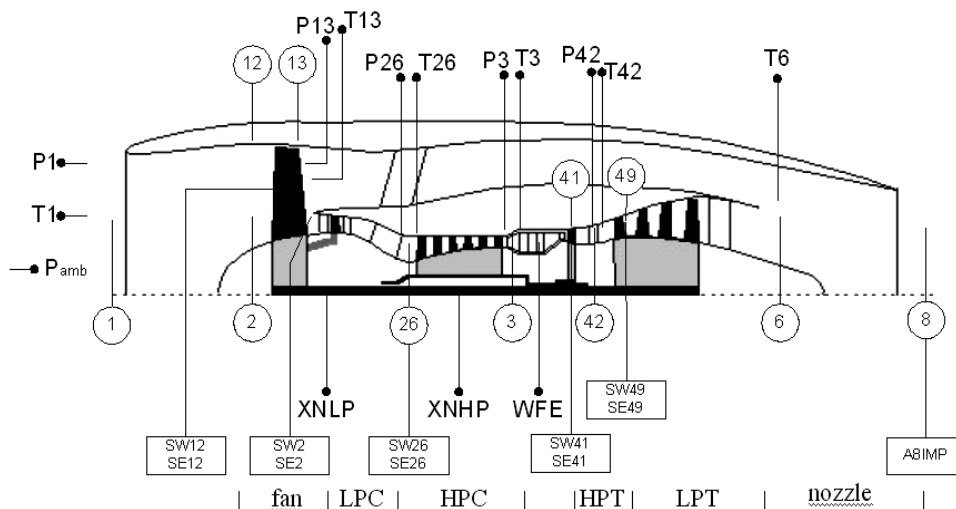 P13 T13
12 13 P26 T26 P3 T3 P42 T42 T6
P1
41 49
T1
Pamb
1 2 26 3 42 6 8
XNLP XNHP WFE
SW49
SE49
SW12
SE12
SW2
SE2
SW26
SE26
SW41
SE41
A8IMP
fan LPC HPC HPT LPT nozzle